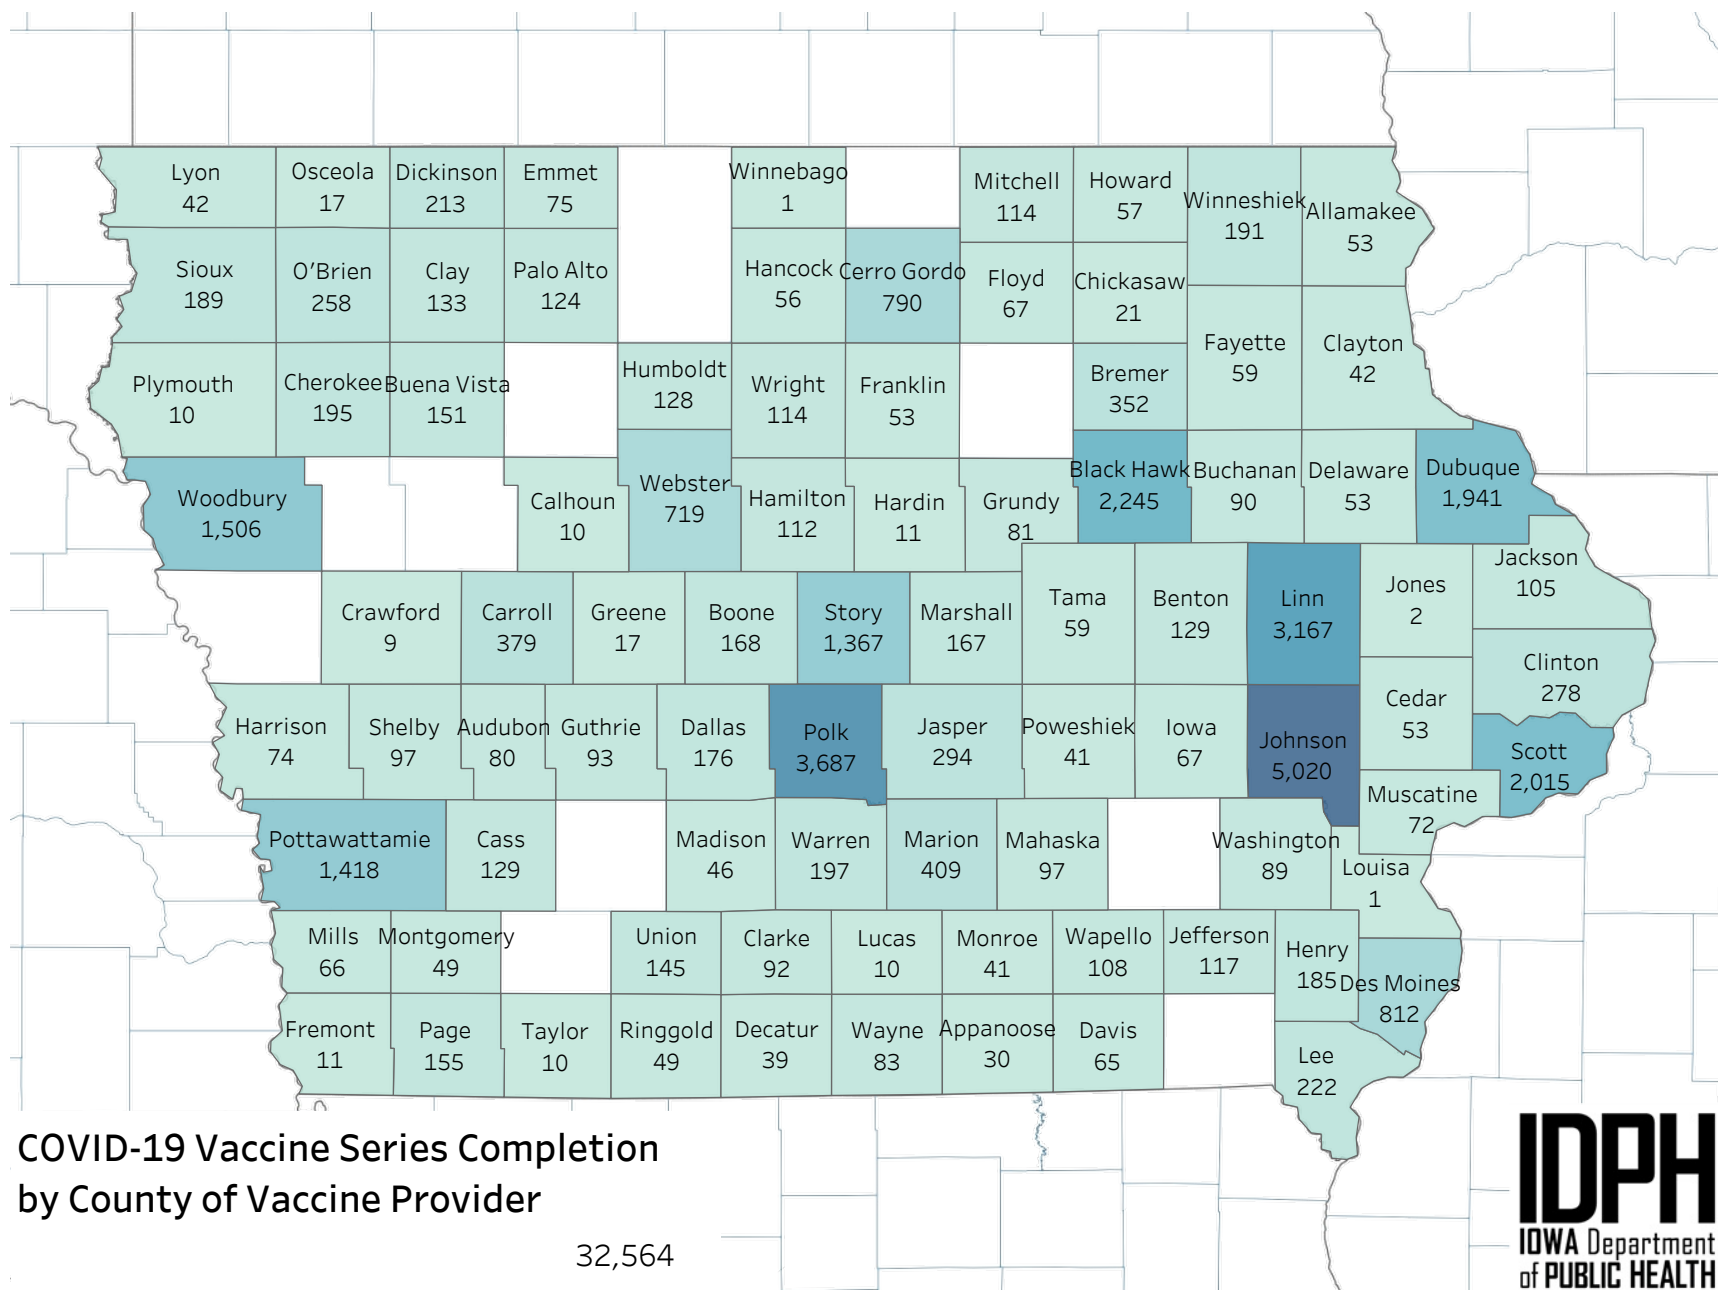 Lyon
42
Osceola
17
Dickinson
213
Emmet
75
Winnebago
1
Mitchell
114
Howard
57
Winneshiek
191
Allamakee
53
Sioux
189
O'Brien
258
Clay
133
Palo Alto
124
Hancock
56
Cerro Gordo
790
Floyd
67
Chickasaw
21
Fayette
59
Clayton
42
Plymouth
10
Cherokee
195
Buena Vista
151
Humboldt
128
Wright
114
Franklin
53
Bremer
352
Woodbury
1,506
Calhoun
10
Webster
719
Hamilton
112
Hardin
11
Grundy
81
Black Hawk
2,245
Buchanan
90
Delaware
53
Dubuque
1,941
Crawford
9
Carroll
379
Greene
17
Boone
168
Story
1,367
Marshall
167
Tama
59
Benton
129
Linn
3,167
Jones
2
Jackson
105
Clinton
278
Harrison
74
Shelby
97
Audubon
80
Guthrie
93
Dallas
176
Polk
3,687
Jasper
294
Poweshiek
41
Iowa
67
Johnson
5,020
Cedar
53
Scott
2,015
Muscatine
72
Pottawattamie
1,418
Cass
129
Madison
46
Warren
197
Marion
409
Mahaska
97
Washington
89
Louisa
1
Mills
66
Montgomery
49
Union
145
Clarke
92
Lucas
10
Monroe
41
Wapello
108
Jefferson
117
Henry
185
Des Moines
812
Fremont
11
Page
155
Taylor
10
Ringgold
49
Decatur
39
Wayne
83
Appanoose
30
Davis
65
Lee
222
COVID-19 Vaccine Series Completion
by County of Vaccine Provider
32,564
IDPH
IOWA Department
of PUBLIC HEALTH